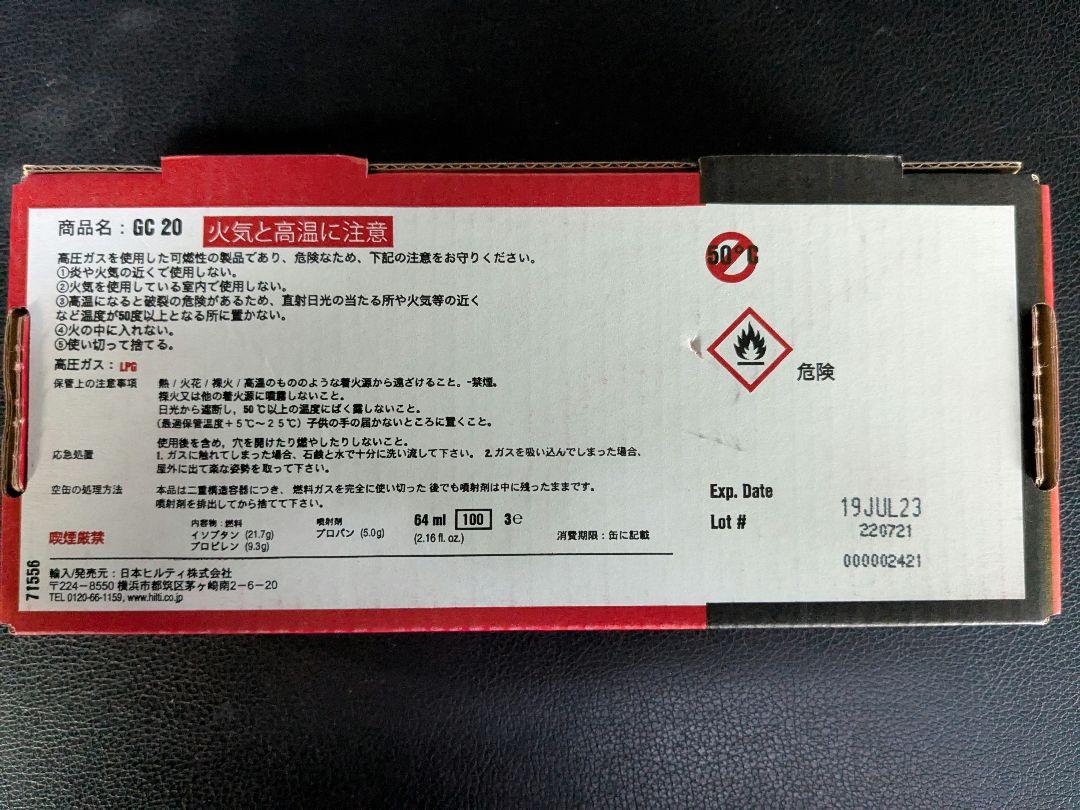 商品名：GC 20 火気と高温に注意
高圧ガスを使用した可燃性の製品であり、危険なため、下記の注意をお守りください。
①炎や火気の近くで使用しない。
②火気を使用している室内で使用しない。
③高温になると破裂の危険があるため、直射日光の当たる所や火気等の近く
など温度が50度以上となる所に置かない。
④火の中に入れない。
⑤使い切って捨てる。
高圧ガス：LPG
保管上の注意事項 熱/火花/裸火/高温のもののような着火源から遠ざけること。-禁煙。
裸火又は他の着火源に噴霧しないこと。
日光から遮断し，50℃以上の温度にばく露しないこと。
（最適保管温度＋5℃〜25℃）子供の手の届かないところに置くこと。
使用後を含め，穴を開けたり燃やしたりしないこと。
応急処置 1. ガスに触れてしまった場合、石鹸と水で十分に洗い流して下さい。 2. ガスを吸い込んでしまった場合、
屋外に出て楽な姿勢を取って下さい。
空缶の処理方法 本品は二重構造容器につき、燃料ガスを完全に使い切った後でも噴射剤は中に残ったままです。
噴射剤を排出してから捨てて下さい。
喫煙厳禁
内容物：燃料
イソブタン (21.7g)
プロピレン (9.3g)
噴射剤
プロパン (5.0g)
64 ml 100 3e
(2.16 fl. oz.)
消費期限：缶に記載
71556
輸入/発売元：日本ヒルティ株式会社
〒224−8550 横浜市都筑区茅ヶ崎南2−6−20
TEL 0120-66-1159, www.hilti.co.jp
50°C
危険
Exp. Date 19JUL23
Lot # 220721
000002421